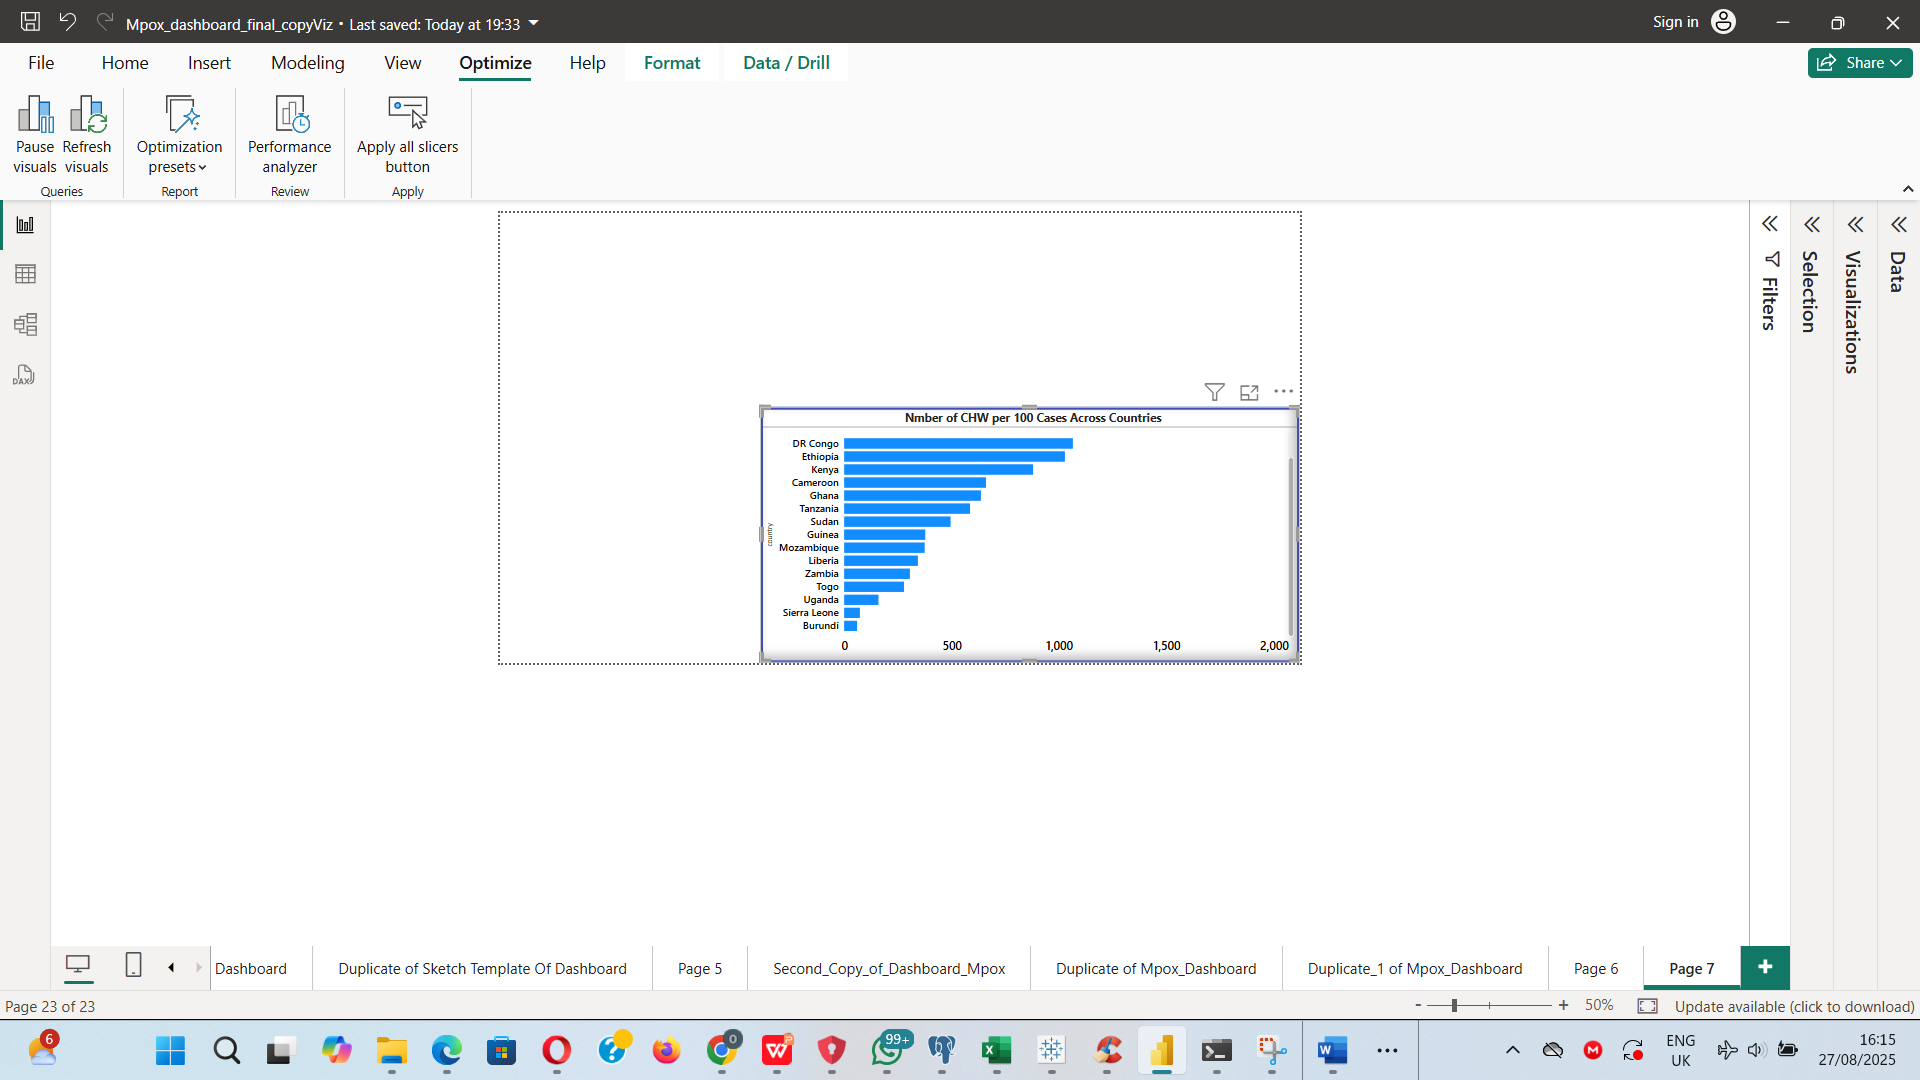 Mpox_dashboard_final_copyViz • Last saved: Today at 19:33
Sign in
File Home Insert Modeling View Optimize Help Format Data / Drill
Share
Pause visuals
Refresh visuals
Optimization presets
Performance analyzer
Apply all slicers button
Queries Report Review Apply
Filters
Selection
Visualizations
Data
DAX
Nmber of CHW per 100 Cases Across Countries
country
DR Congo
Ethiopia
Kenya
Cameroon
Ghana
Tanzania
Sudan
Guinea
Mozambique
Liberia
Zambia
Togo
Uganda
Sierra Leone
Burundi
0 500 1,000 1,500 2,000
Dashboard Duplicate of Sketch Template Of Dashboard Page 5 Second_Copy_of_Dashboard_Mpox Duplicate of Mpox_Dashboard Duplicate_1 of Mpox_Dashboard Page 6 Page 7 +
Page 23 of 23
- + 50%
Update available (click to download)
6
0
99+
ENG
UK
16:15
27/08/2025